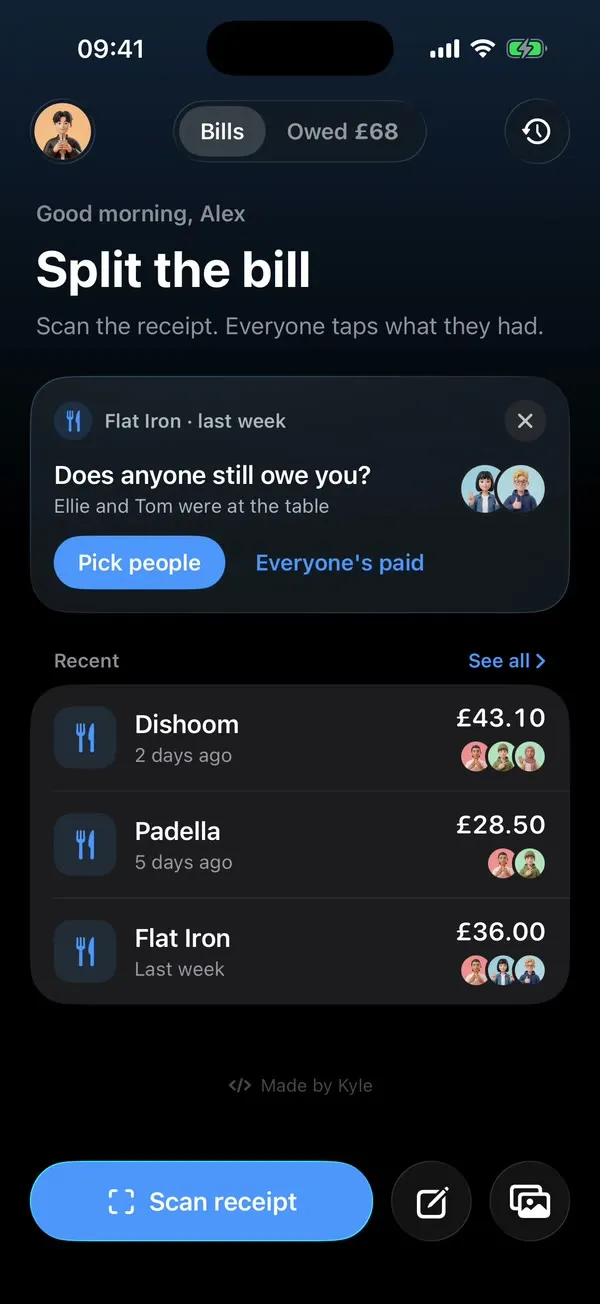 09:41
Bills
Owed £68
Good morning, Alex
Split the bill
Scan the receipt. Everyone taps what they had.
Flat Iron · last week
Does anyone still owe you?
Ellie and Tom were at the table
Pick people
Everyone's paid
Recent
See all
Dishoom
£43.10
2 days ago
Padella
£28.50
5 days ago
Flat Iron
£36.00
Last week
Made by Kyle
Scan receipt